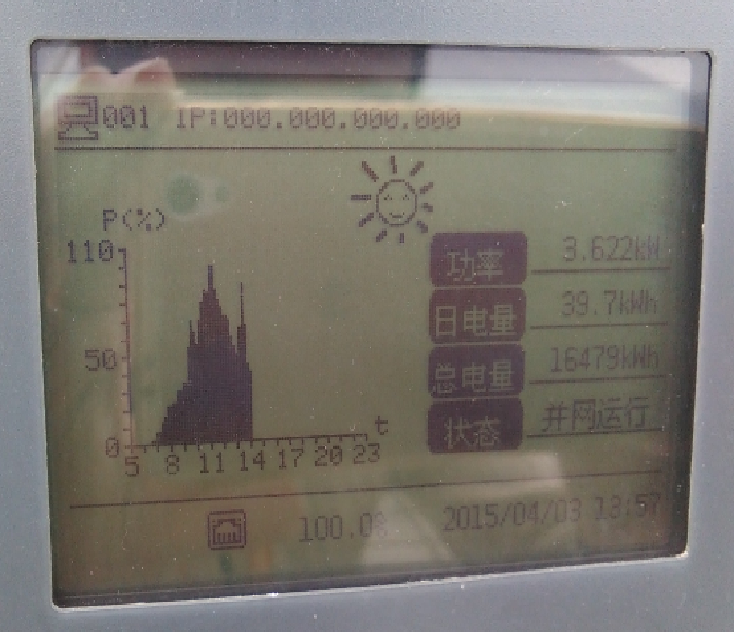 001 IP:000.000.000.000
P(%)
110
50
0
5 8 11 14 17 20 23
t
功率 3.622kW
日电量 39.7kWh
总电量 16479kWh
状态 并网运行
100.0% 2015/04/03 13:57